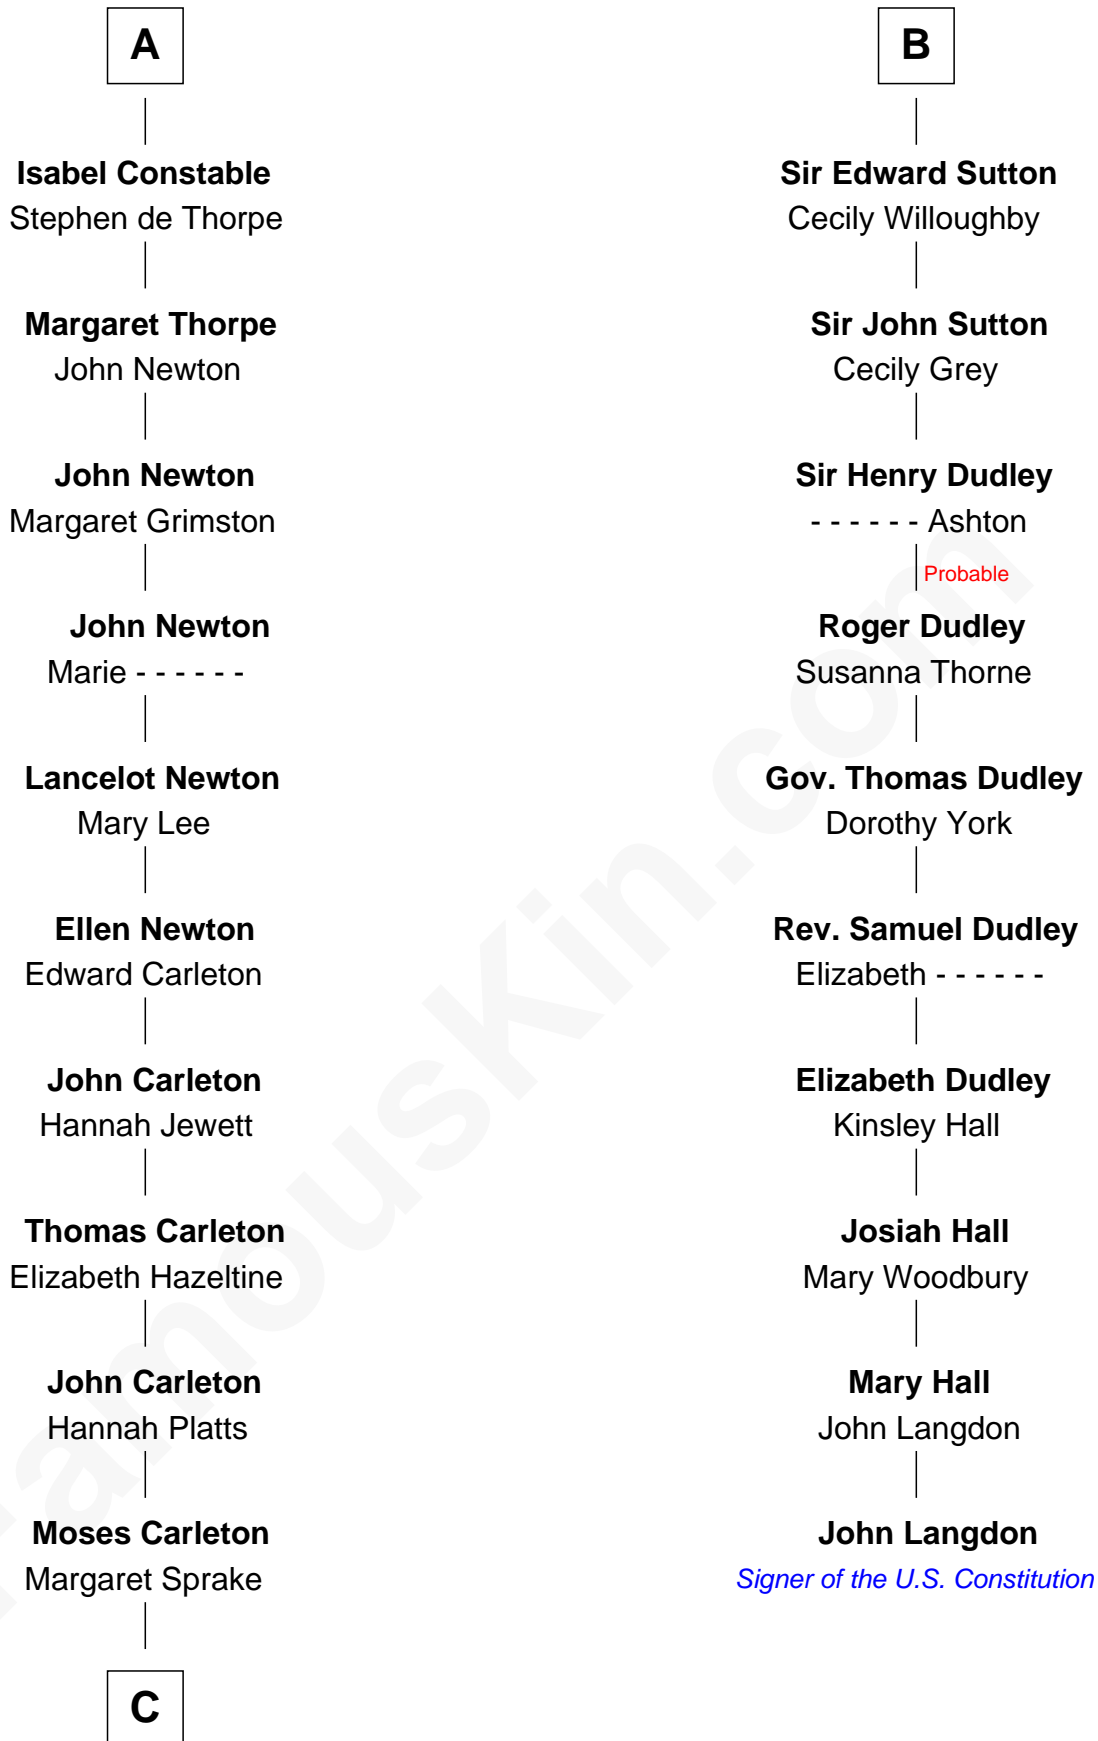 A
Isabel Constable
Stephen de Thorpe
Margaret Thorpe
John Newton
John Newton
Margaret Grimston
John Newton
Marie - - - - - -
Lancelot Newton
Mary Lee
Ellen Newton
Edward Carleton
John Carleton
Hannah Jewett
Thomas Carleton
Elizabeth Hazeltine
John Carleton
Hannah Platts
Moses Carleton
Margaret Sprake
C
B
Sir Edward Sutton
Cecily Willoughby
Sir John Sutton
Cecily Grey
Sir Henry Dudley
- - - - - - Ashton
Probable
Roger Dudley
Susanna Thorne
Gov. Thomas Dudley
Dorothy York
Rev. Samuel Dudley
Elizabeth - - - - - -
Elizabeth Dudley
Kinsley Hall
Josiah Hall
Mary Woodbury
Mary Hall
John Langdon
John Langdon
Signer of the U.S. Constitution
FamousKin.com